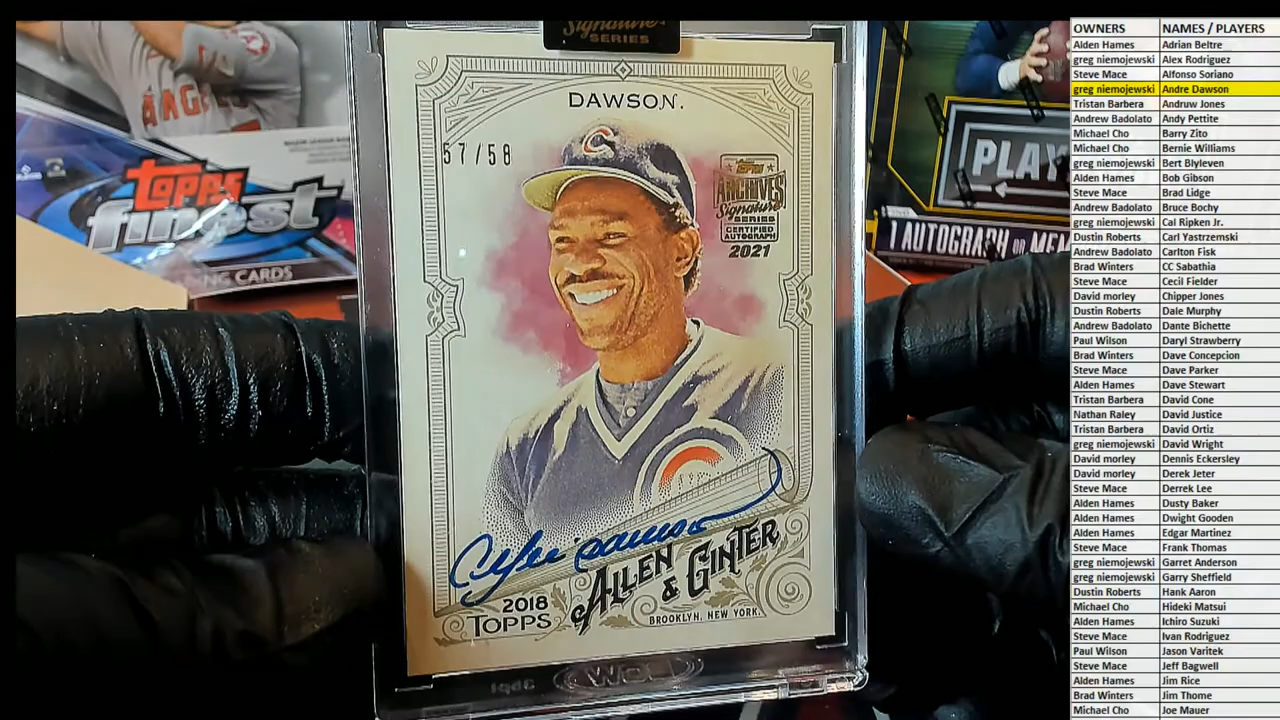 Signature
SERIES
DAWSON.
57/58
TOPPS
ARCHIVES
Signature
SERIES
CERTIFIED
AUTOGRAPH
2021
2018
TOPPS
ALLEN
& GINTER
BROOKLYN, NEW YORK.
ANGE
TOPPS
finest
NG CARDS
PLAY
1 AUTOGRAPH OR MEM
OWNERS NAMES / PLAYERS
Alden Hames Adrian Beltre
greg niemojewski Alex Rodriguez
Steve Mace Alfonso Soriano
greg niemojewski Andre Dawson
Tristan Barbera Andruw Jones
Andrew Badolato Andy Pettite
Michael Cho Barry Zito
Michael Cho Bernie Williams
greg niemojewski Bert Blyleven
Alden Hames Bob Gibson
Steve Mace Brad Lidge
Andrew Badolato Bruce Bochy
greg niemojewski Cal Ripken Jr.
Dustin Roberts Carl Yastrzemski
Andrew Badolato Carlton Fisk
Brad Winters CC Sabathia
Steve Mace Cecil Fielder
David morley Chipper Jones
Dustin Roberts Dale Murphy
Andrew Badolato Dante Bichette
Paul Wilson Daryl Strawberry
Brad Winters Dave Concepcion
Steve Mace Dave Parker
Alden Hames Dave Stewart
Tristan Barbera David Cone
Nathan Raley David Justice
Tristan Barbera David Ortiz
greg niemojewski David Wright
David morley Dennis Eckersley
David morley Derek Jeter
Steve Mace Derrek Lee
Alden Hames Dusty Baker
Alden Hames Dwight Gooden
Alden Hames Edgar Martinez
Steve Mace Frank Thomas
greg niemojewski Garret Anderson
greg niemojewski Garry Sheffield
Dustin Roberts Hank Aaron
Michael Cho Hideki Matsui
Alden Hames Ichiro Suzuki
Steve Mace Ivan Rodriguez
Paul Wilson Jason Varitek
Steve Mace Jeff Bagwell
Alden Hames Jim Rice
Brad Winters Jim Thome
Michael Cho Joe Mauer